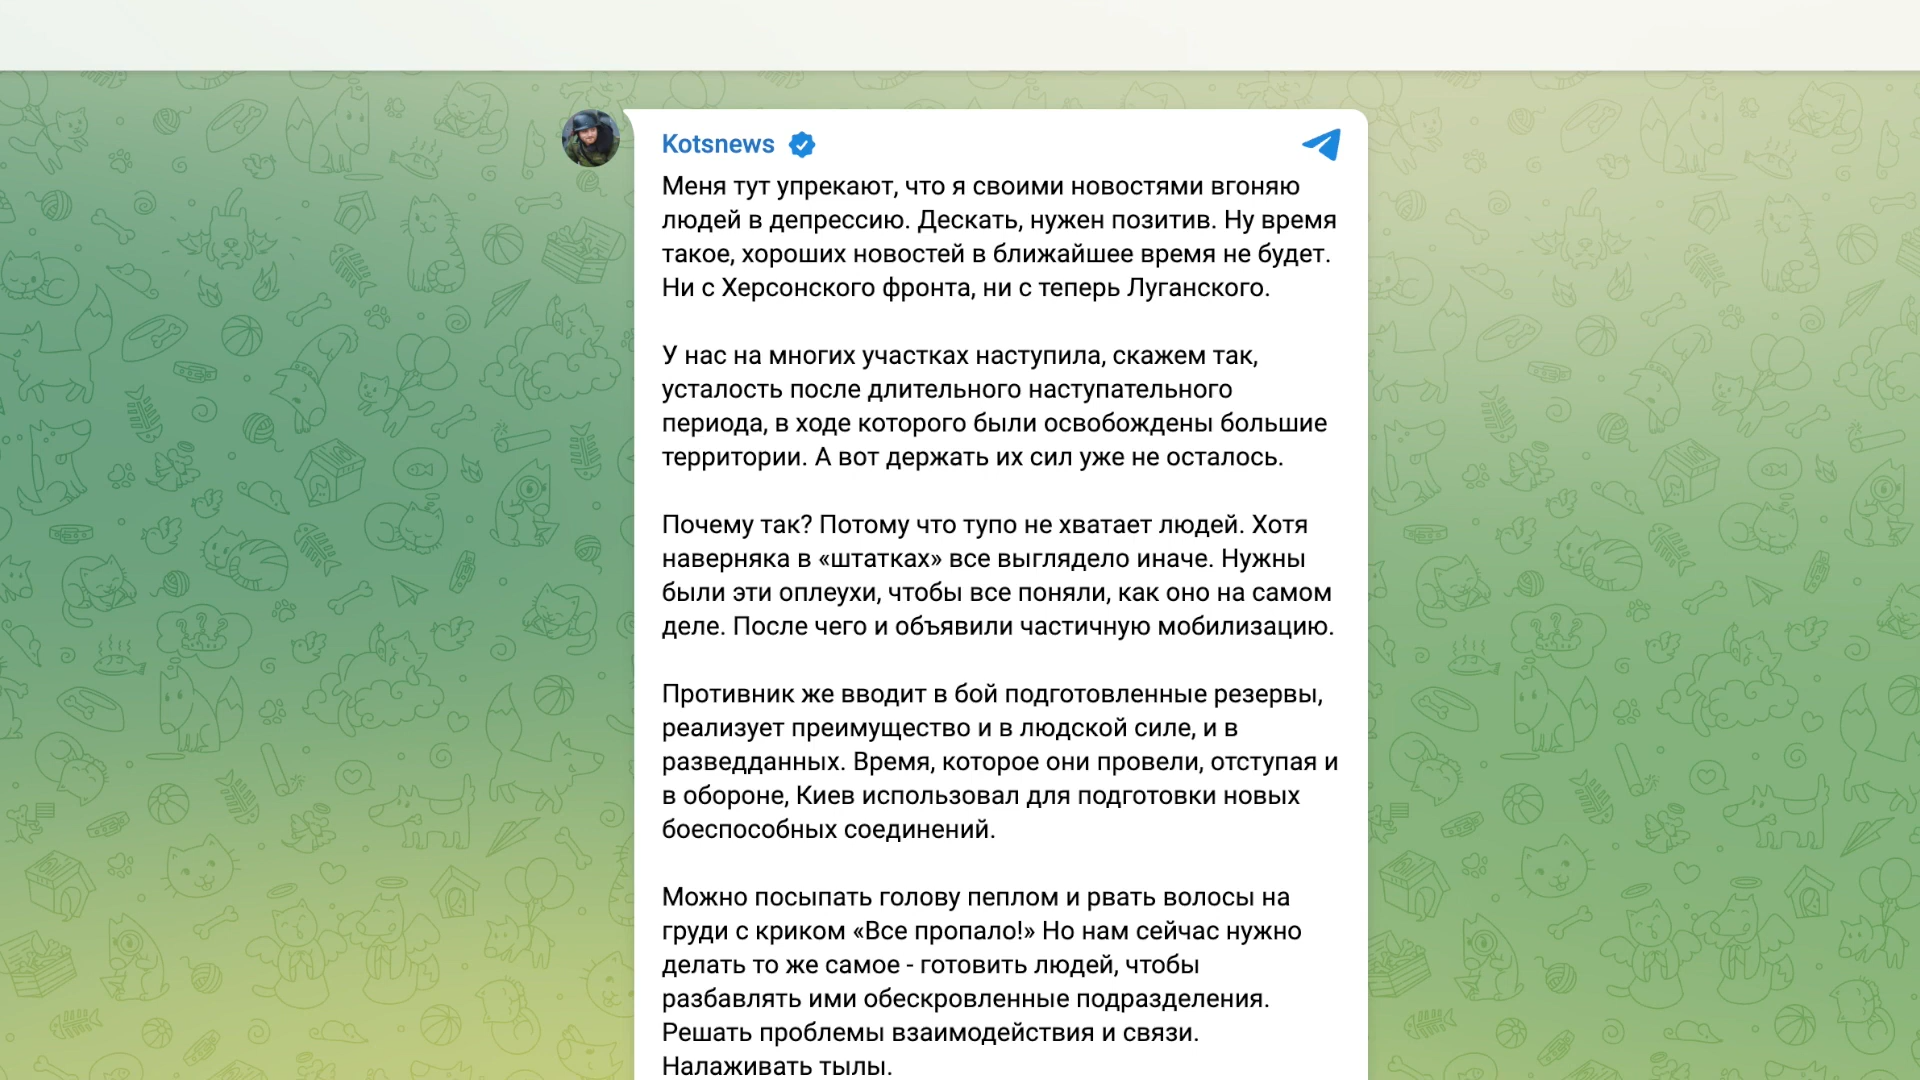 Kotsnews
Меня тут упрекают, что я своими новостями вгоняю
людей в депрессию. Дескать, нужен позитив. Ну время
такое, хороших новостей в ближайшее время не будет.
Ни с Херсонского фронта, ни с теперь Луганского.
У нас на многих участках наступила, скажем так,
усталость после длительного наступательного
периода, в ходе которого были освобождены большие
территории. А вот держать их сил уже не осталось.
Почему так? Потому что тупо не хватает людей. Хотя
наверняка в «штатках» все выглядело иначе. Нужны
были эти оплеухи, чтобы все поняли, как оно на самом
деле. После чего и объявили частичную мобилизацию.
Противник же вводит в бой подготовленные резервы,
реализует преимущество и в людской силе, и в
разведданных. Время, которое они провели, отступая и
в обороне, Киев использовал для подготовки новых
боеспособных соединений.
Можно посыпать голову пеплом и рвать волосы на
груди с криком «Все пропало!» Но нам сейчас нужно
делать то же самое - готовить людей, чтобы
разбавлять ими обескровленные подразделения.
Решать проблемы взаимодействия и связи.
Налаживать тылы.